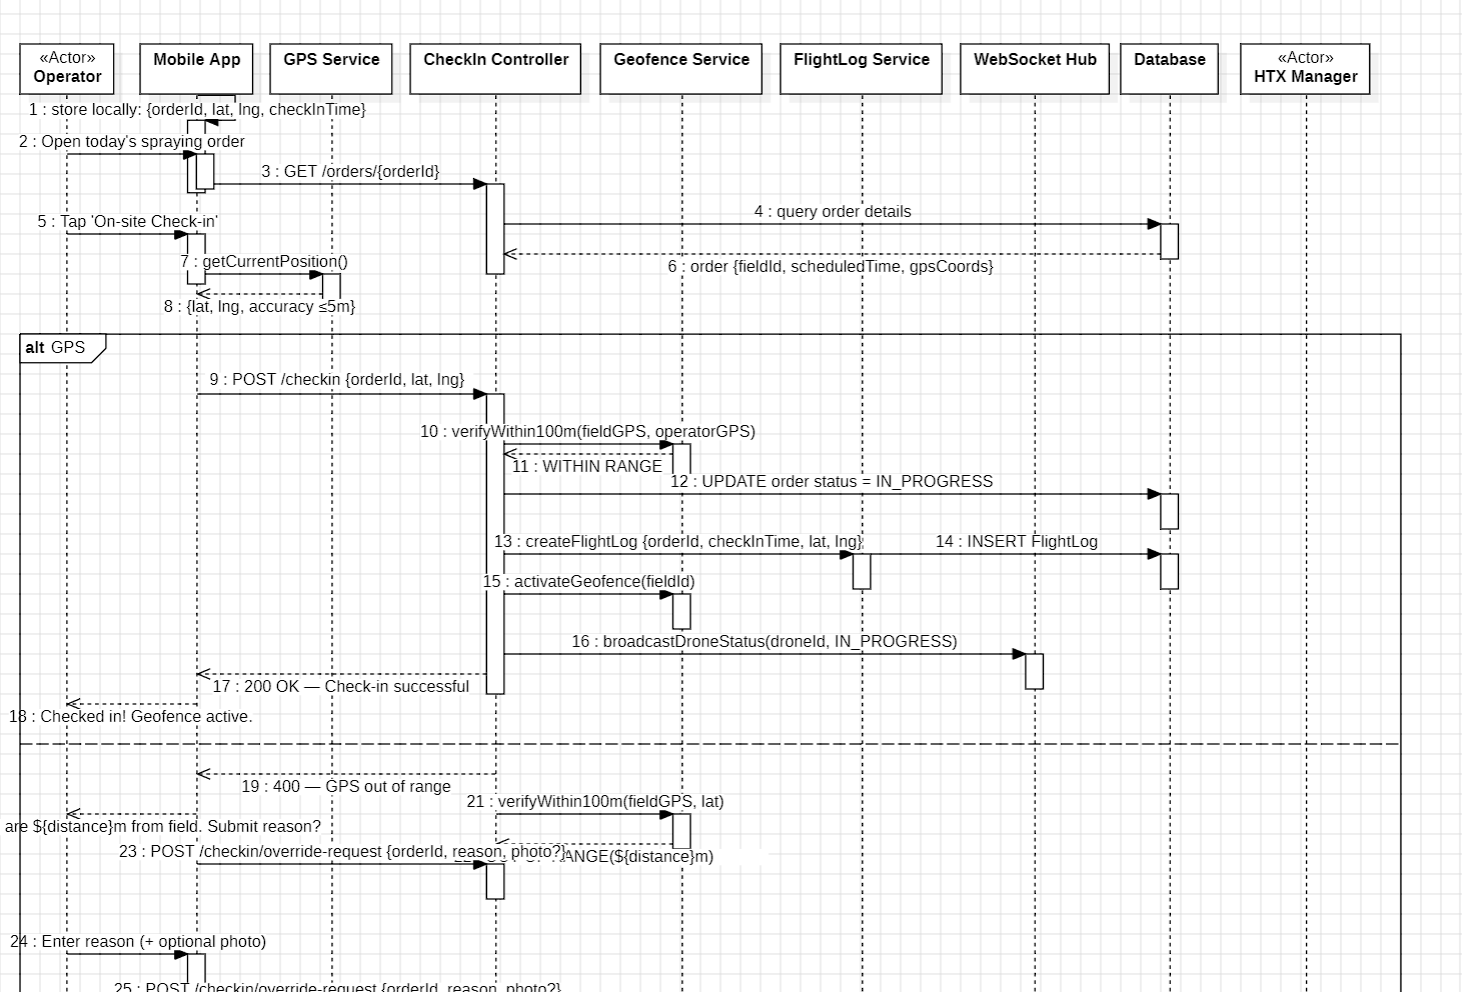 «Actor»
Operator
Mobile App
GPS Service
CheckIn Controller
Geofence Service
FlightLog Service
WebSocket Hub
Database
«Actor»
HTX Manager
1 : store locally: {orderId, lat, lng, checkInTime}
2 : Open today's spraying order
3 : GET /orders/{orderId}
4 : query order details
5 : Tap 'On-site Check-in'
6 : order {fieldId, scheduledTime, gpsCoords}
7 : getCurrentPosition()
8 : {lat, lng, accuracy ≤5m}
alt GPS
9 : POST /checkin {orderId, lat, lng}
10 : verifyWithin100m(fieldGPS, operatorGPS)
11 : WITHIN RANGE
12 : UPDATE order status = IN_PROGRESS
13 : createFlightLog {orderId, checkInTime, lat, lng}
14 : INSERT FlightLog
15 : activateGeofence(fieldId)
16 : broadcastDroneStatus(droneId, IN_PROGRESS)
17 : 200 OK — Check-in successful
18 : Checked in! Geofence active.
19 : 400 — GPS out of range
21 : verifyWithin100m(fieldGPS, lat)
are ${distance}m from field. Submit reason?
23 : POST /checkin/override-request {orderId, reason, photo?}
ANGE(${distance}m)
24 : Enter reason (+ optional photo)
25 : POST /checkin/override-request {orderId, reason, photo?}